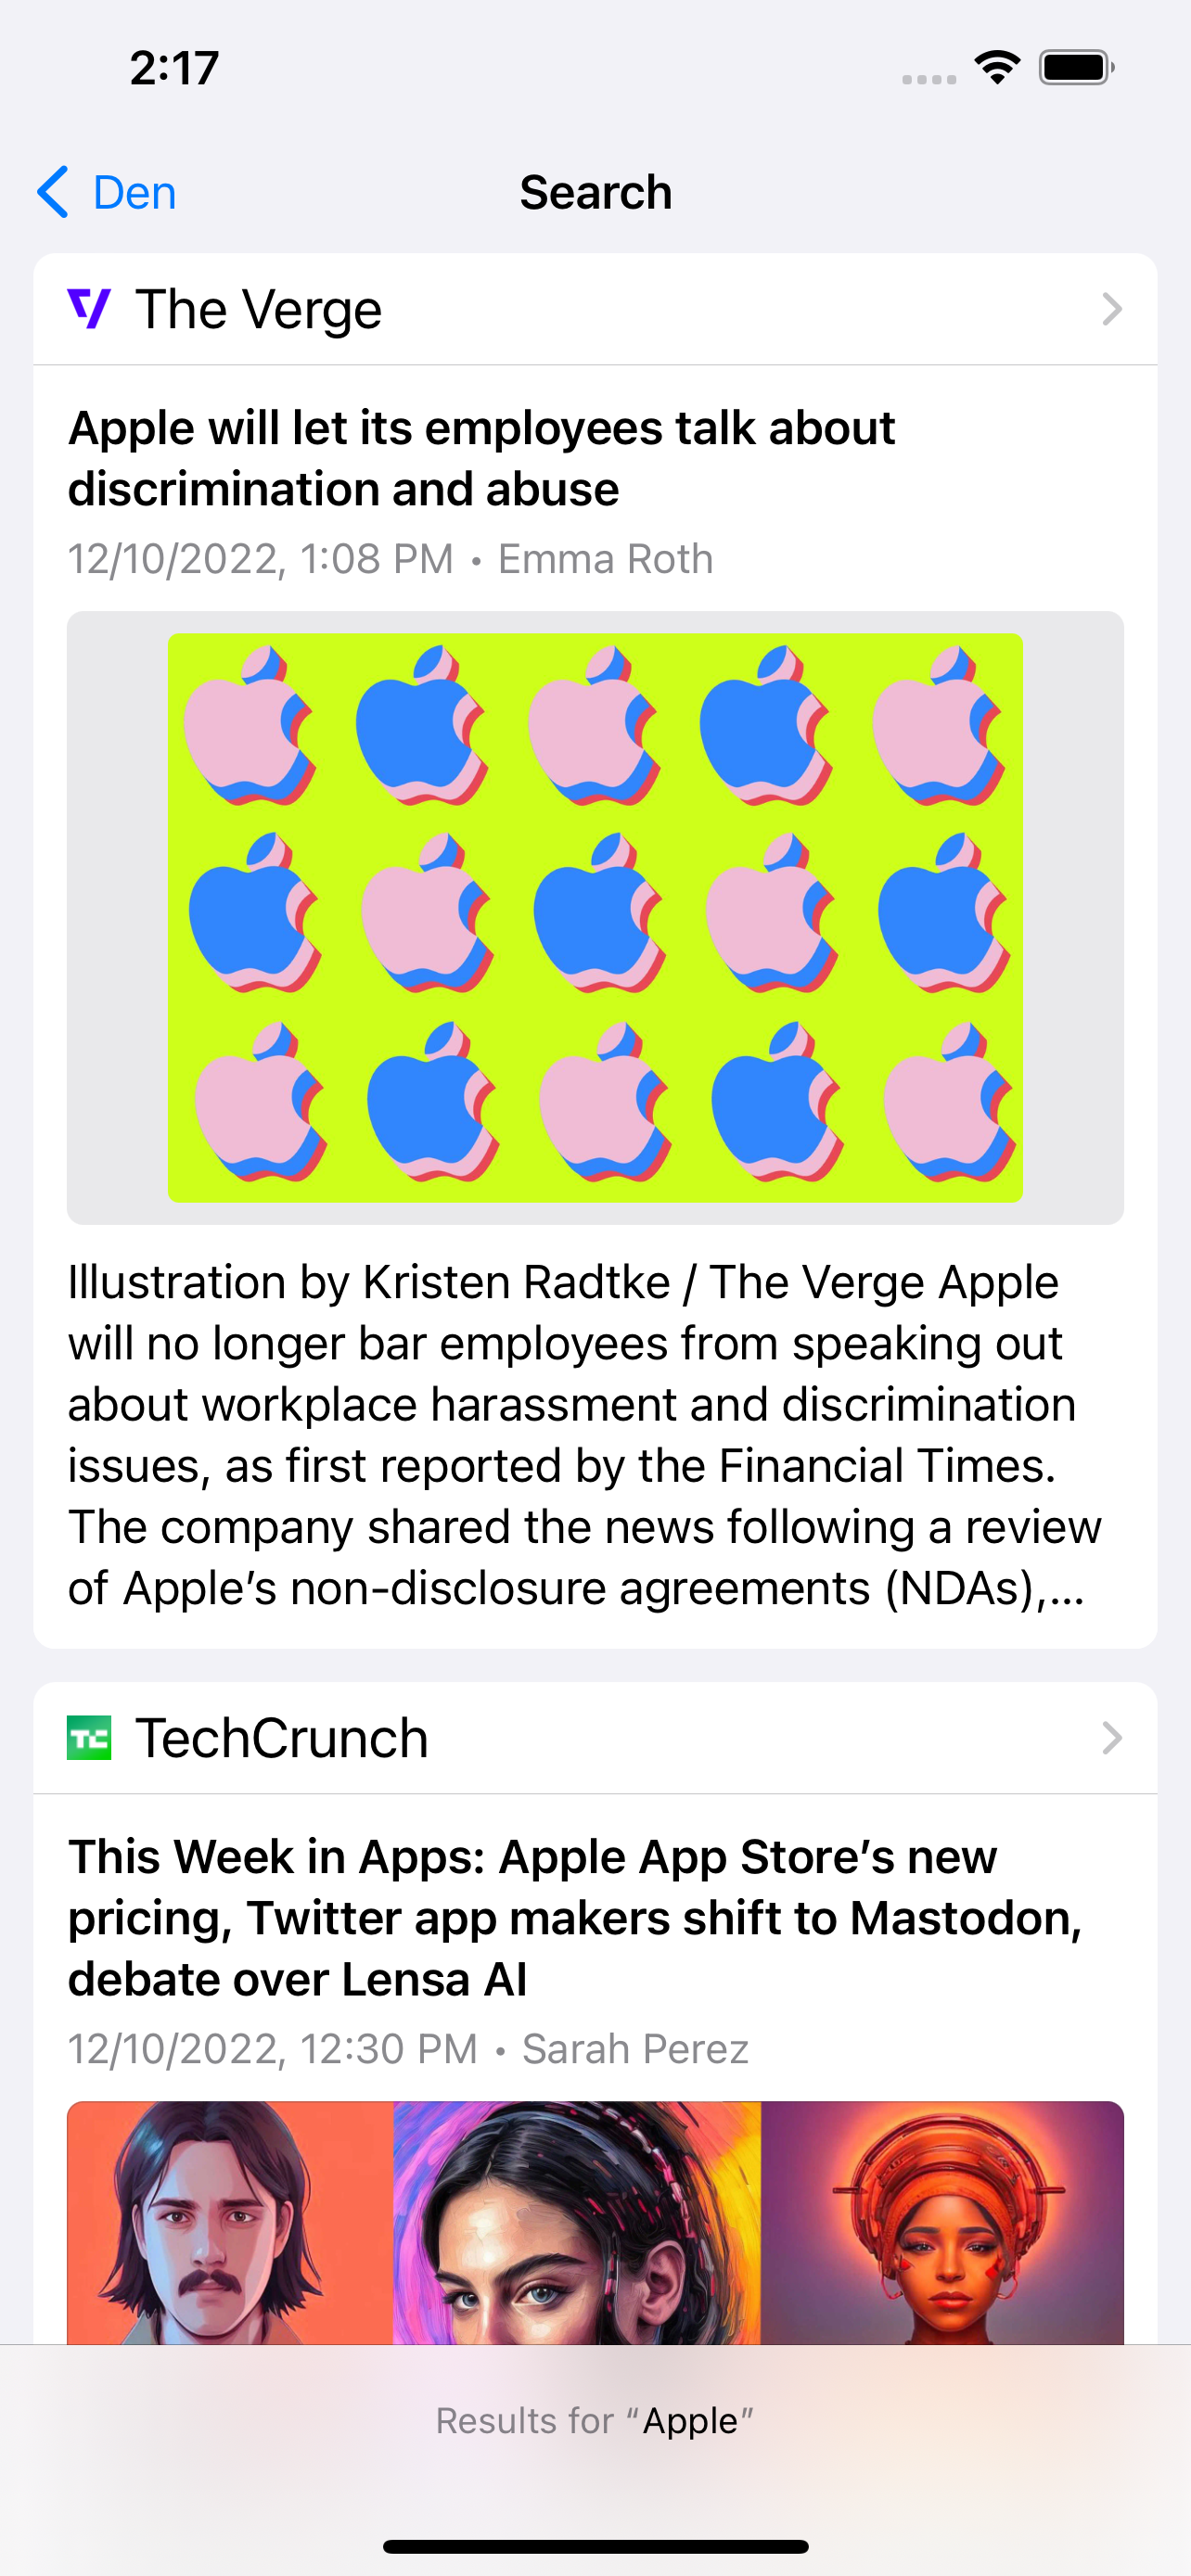 2:17
Den
Search
The Verge
Apple will let its employees talk about
discrimination and abuse
12/10/2022, 1:08 PM • Emma Roth
Illustration by Kristen Radtke / The Verge Apple
will no longer bar employees from speaking out
about workplace harassment and discrimination
issues, as first reported by the Financial Times.
The company shared the news following a review
of Apple’s non-disclosure agreements (NDAs),...
TC TechCrunch
This Week in Apps: Apple App Store’s new
pricing, Twitter app makers shift to Mastodon,
debate over Lensa AI
12/10/2022, 12:30 PM • Sarah Perez
Results for “Apple”